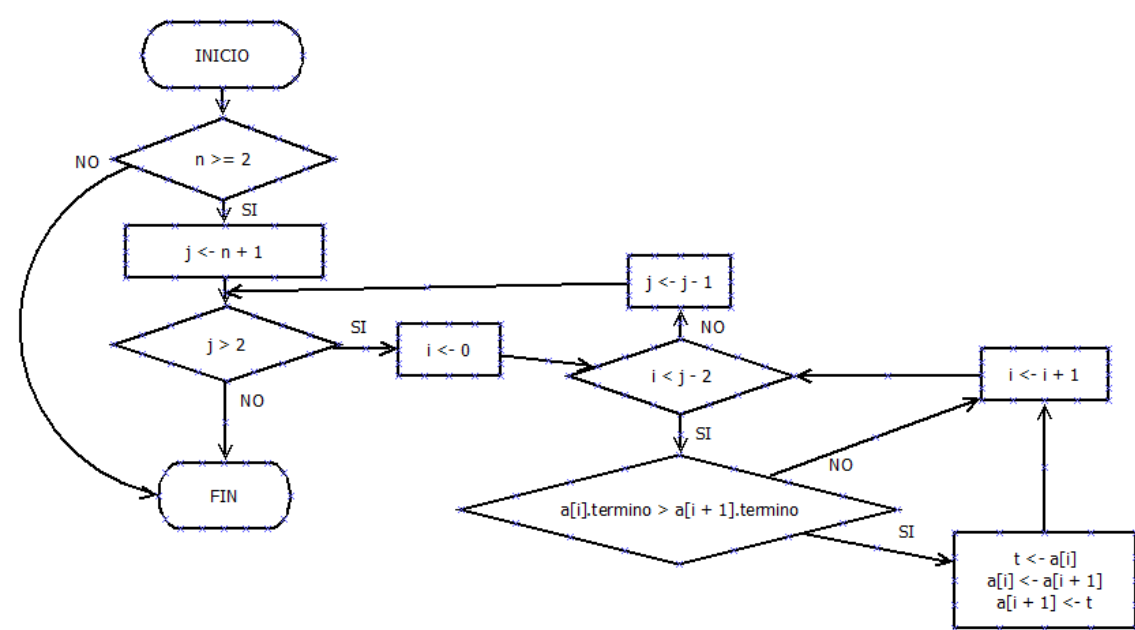 INICIO
n >= 2
NO
SI
j <- n + 1
j <- j - 1
NO
j > 2
SI
i <- 0
i < j - 2
i <- i + 1
NO
SI
NO
FIN
a[i].termino > a[i + 1].termino
SI
t <- a[i]
a[i] <- a[i + 1]
a[i + 1] <- t